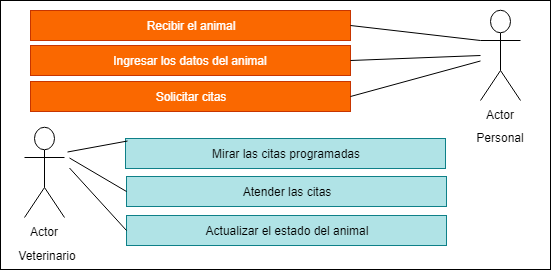 Recibir el animal
Ingresar los datos del animal
Solicitar citas
Actor
Personal
Mirar las citas programadas
Atender las citas
Actualizar el estado del animal
Actor
Veterinario